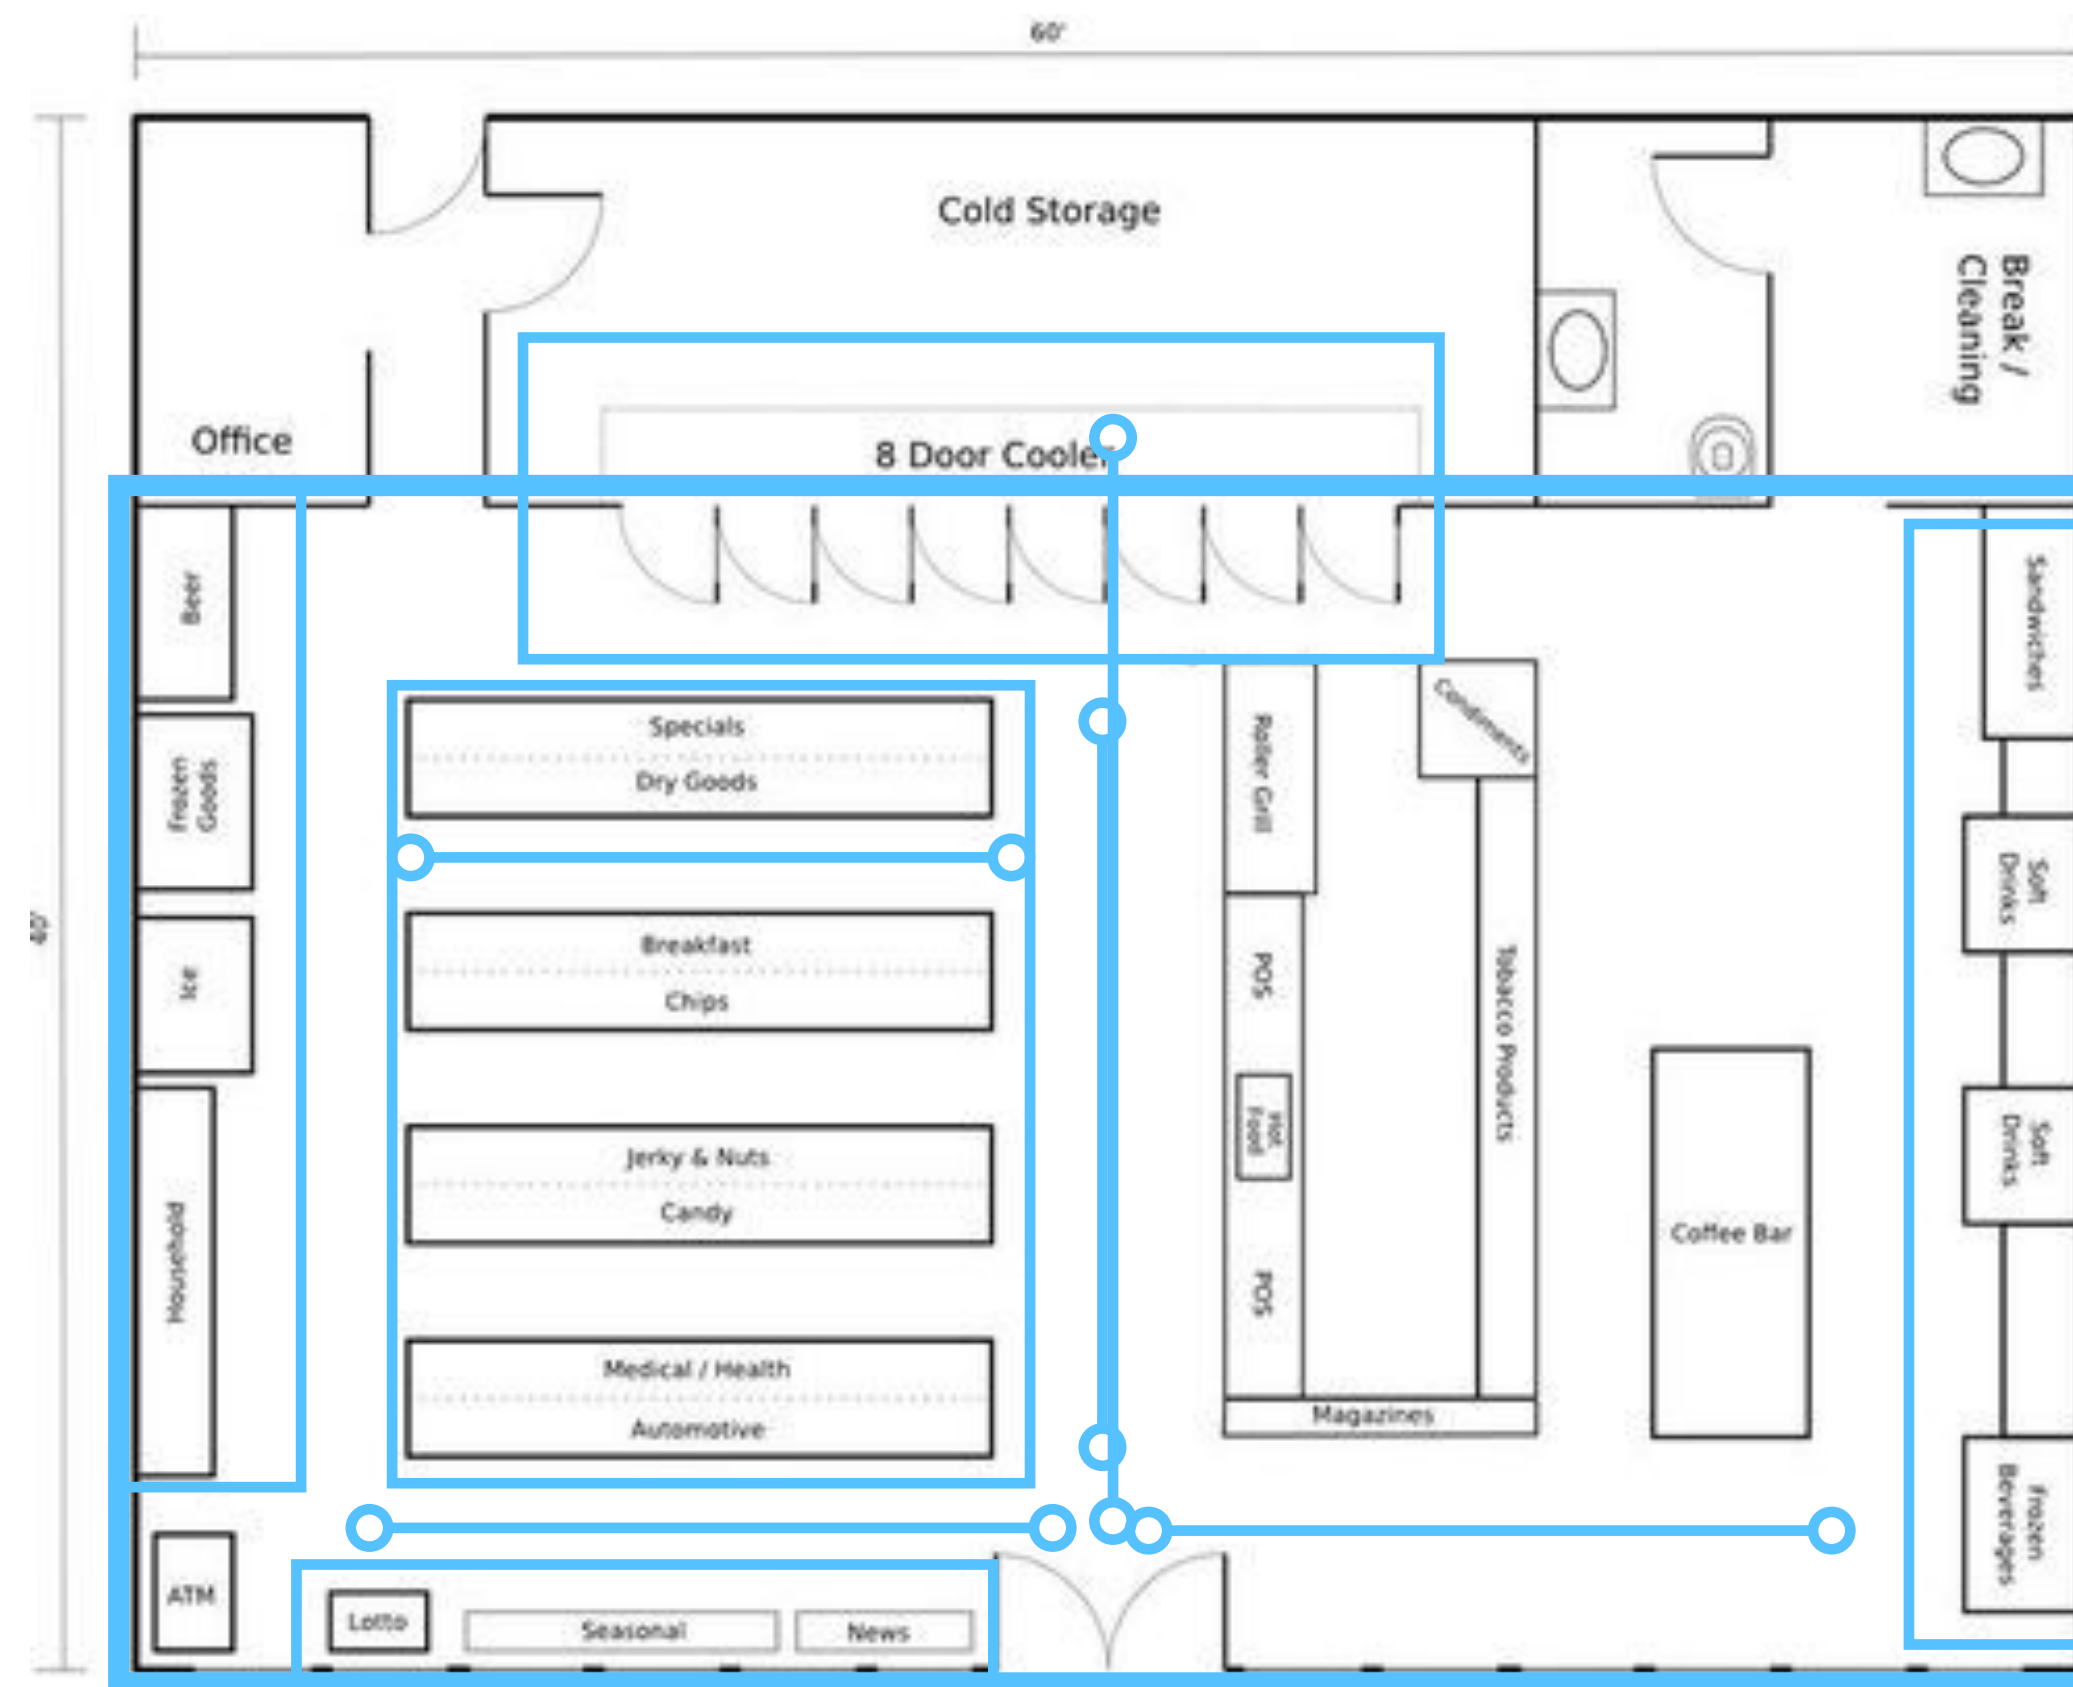 60'
Cold Storage
Break /
Cleaning
Office
8 Door Cooler
Beer
Sandwiches
Specials
Dry Goods
Roller Grill
Condiments
Frozen
Goods
Soft
Drinks
40'
Breakfast
Chips
Ice
POS
Tobacco Products
Hot
Food
Soft
Drinks
Jerky & Nuts
Candy
Household
Coffee Bar
POS
Medical / Health
Automotive
Magazines
Frozen
Beverages
ATM
Lotto
Seasonal
News